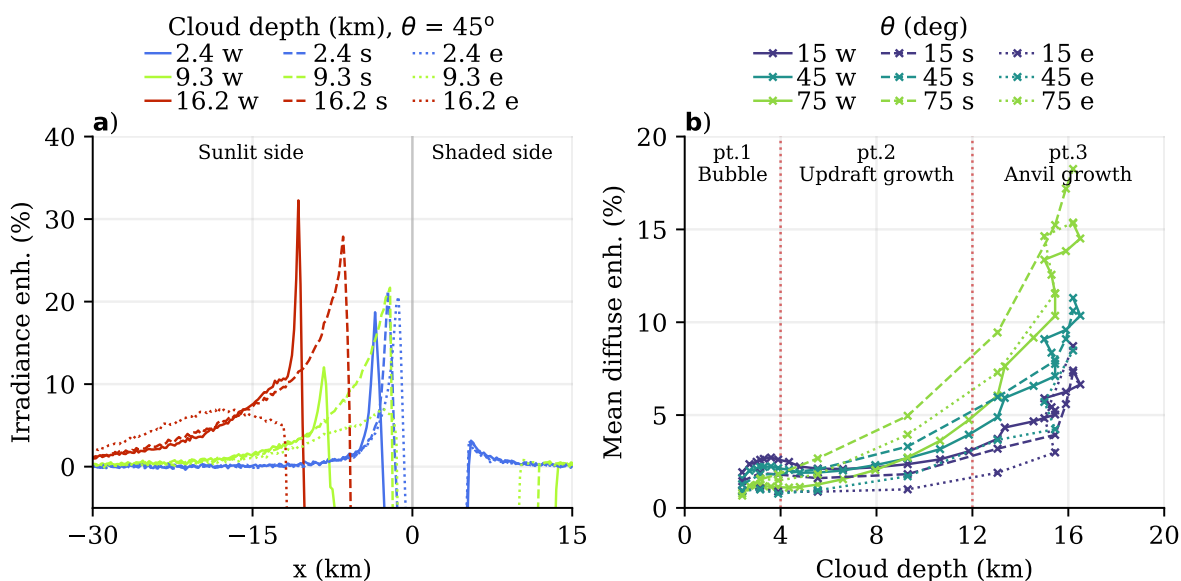 Cloud depth (km), θ = 45°
2.4 w 2.4 s 2.4 e
9.3 w 9.3 s 9.3 e
16.2 w 16.2 s 16.2 e
a)
Sunlit side Shaded side
40
30
20
10
0
Irradiance enh. (%)
−30 −15 0 15
x (km)
θ (deg)
15 w 15 s 15 e
45 w 45 s 45 e
75 w 75 s 75 e
b)
pt.1 pt.2 pt.3
Bubble Updraft growth Anvil growth
20
15
10
5
0
Mean diffuse enh. (%)
0 4 8 12 16 20
Cloud depth (km)